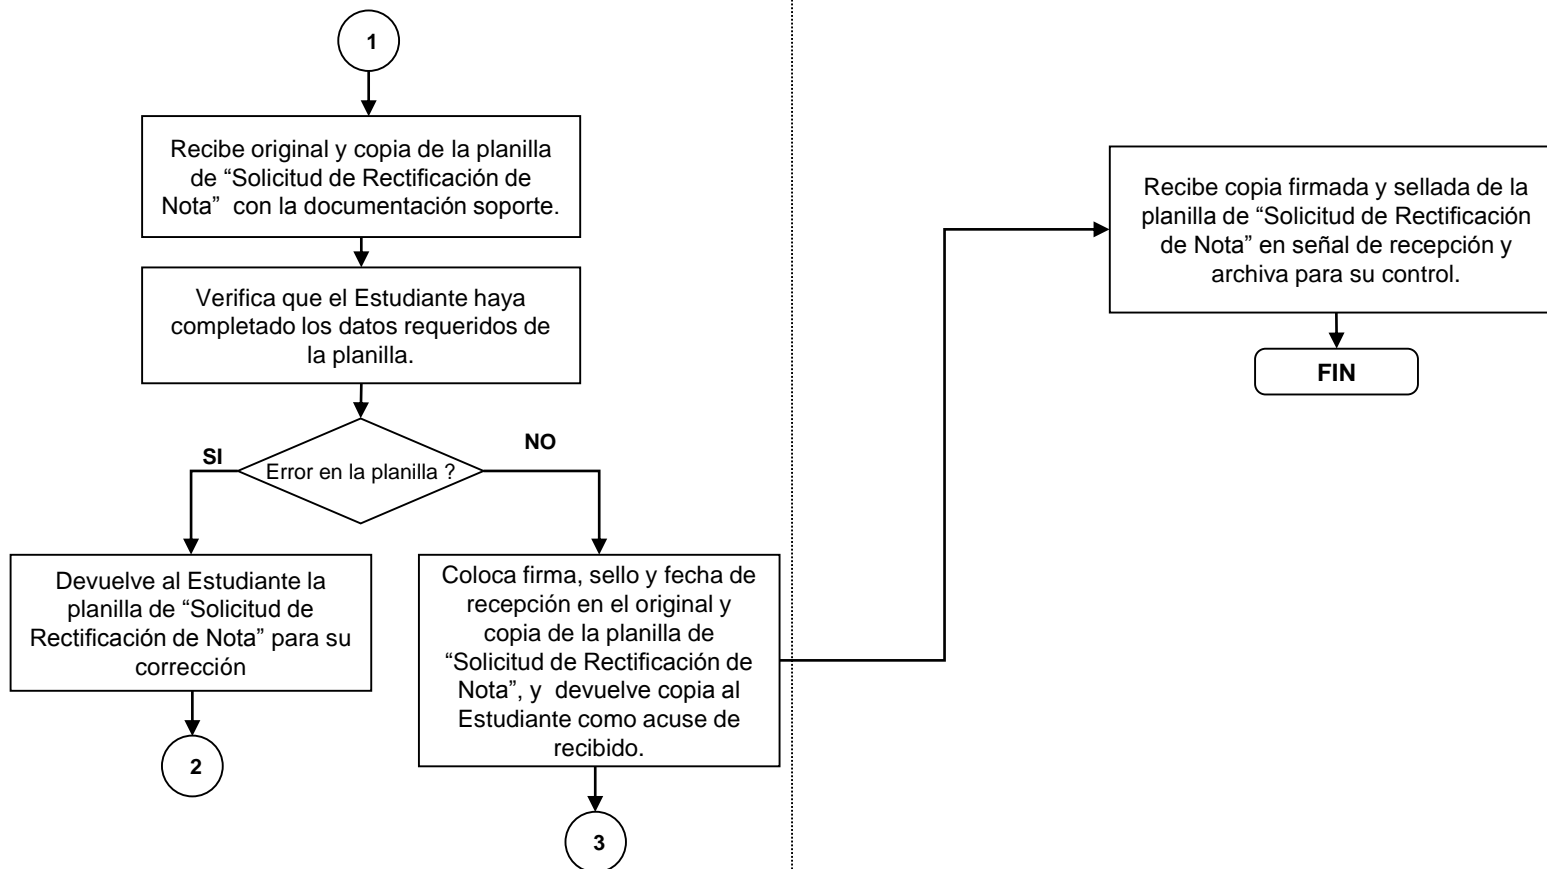 1
Recibe original y copia de la planilla
de “Solicitud de Rectificación de
Nota”  con la documentación soporte.
Verifica que el Estudiante haya
completado los datos requeridos de
la planilla.
SI
NO
Error en la planilla ?
Devuelve al Estudiante la
planilla de “Solicitud de
Rectificación de Nota” para su
corrección
2
Coloca firma, sello y fecha de
recepción en el original y
copia de la planilla de
“Solicitud de Rectificación de
Nota”, y  devuelve copia al
Estudiante como acuse de
recibido.
3
Recibe copia firmada y sellada de la
planilla de “Solicitud de Rectificación
de Nota” en señal de recepción y
archiva para su control.
FIN